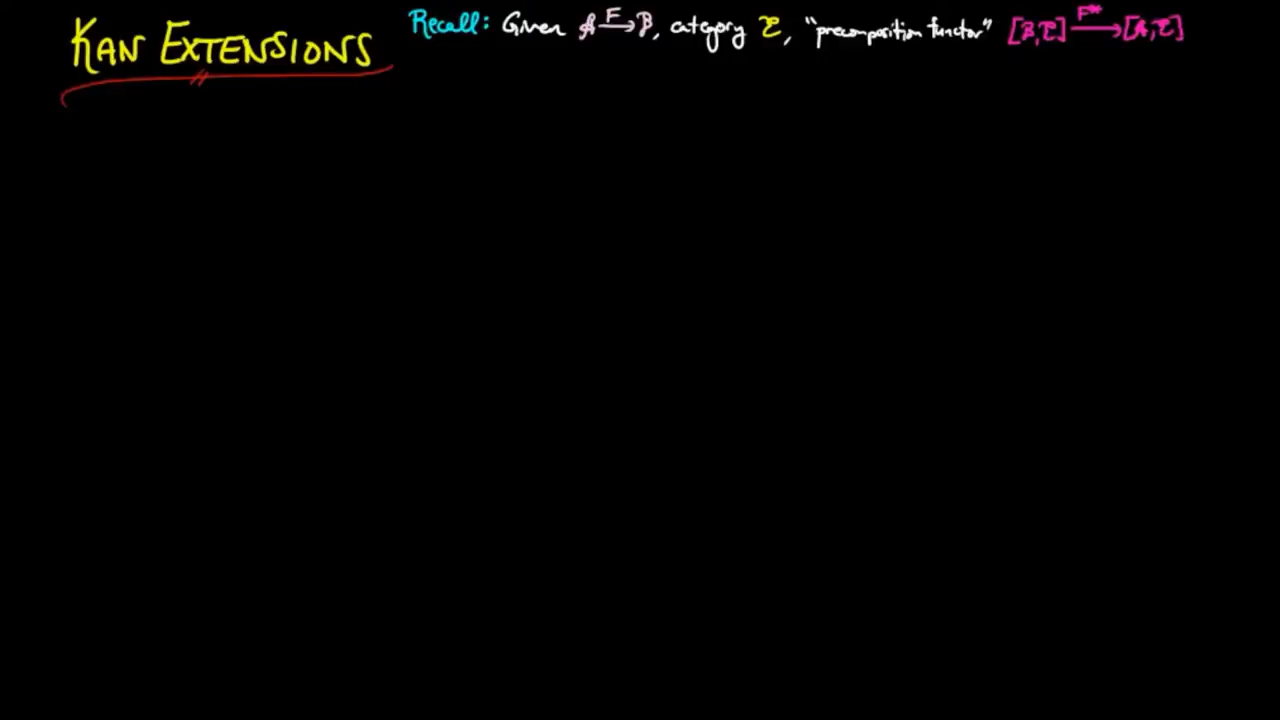 KAN EXTENSIONS
Recall: Given A F→ B, category C, "precomposition functor" [B,C] F*→ [A,C]